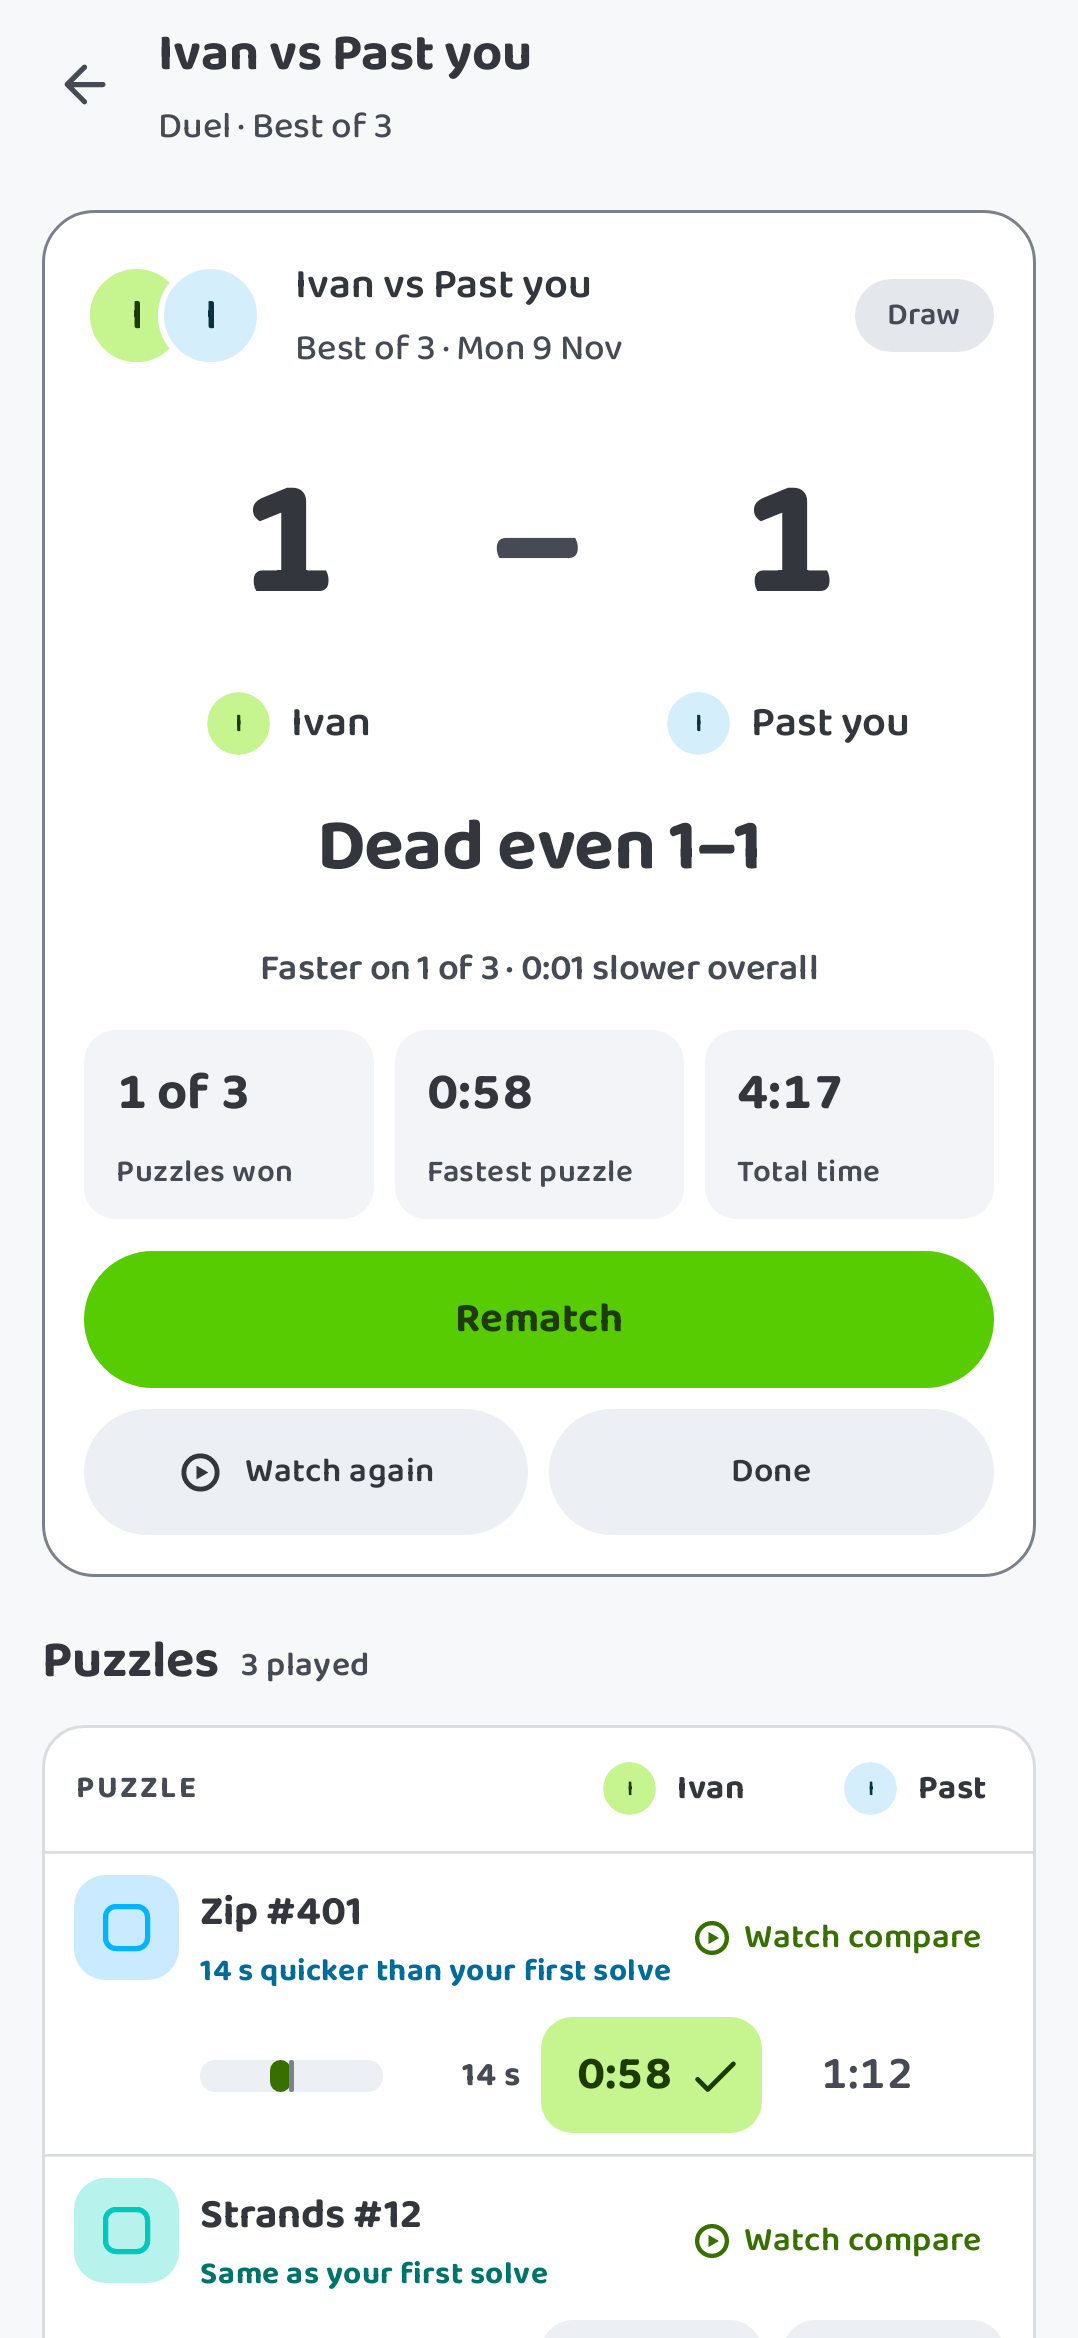 Ivan vs Past you
Duel · Best of 3
I
I
Ivan vs Past you
Best of 3 · Mon 9 Nov
Draw
1 – 1
I
Ivan
I
Past you
Dead even 1–1
Faster on 1 of 3 · 0:01 slower overall
1 of 3
Puzzles won
0:58
Fastest puzzle
4:17
Total time
Rematch
Watch again
Done
Puzzles
3 played
PUZZLE
I
Ivan
I
Past
Zip #401
14 s quicker than your first solve
Watch compare
14 s
0:58
1:12
Strands #12
Same as your first solve
Watch compare